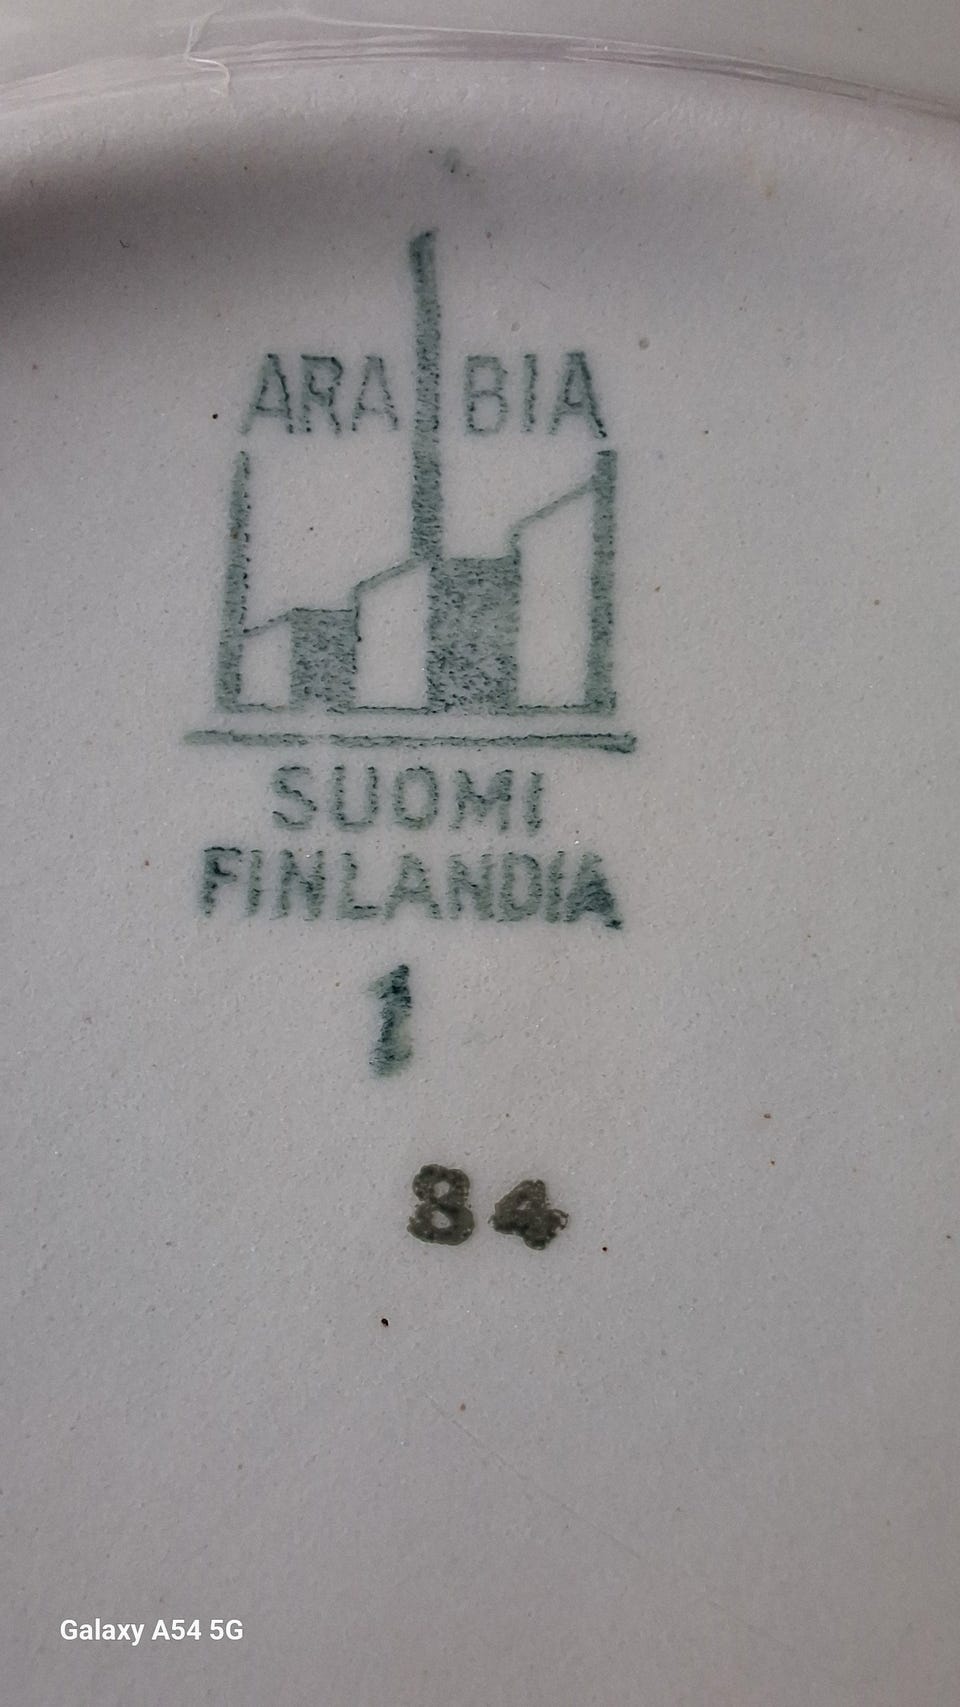 ARABIA
SUOMI
FINLANDIA
1
84
Galaxy A54 5G